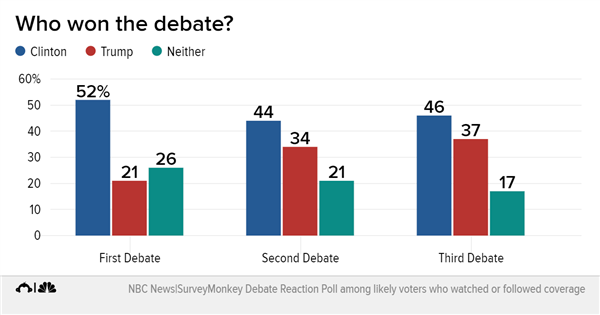 Who won the debate?
Clinton Trump Neither
60%
50
40
30
20
10
0
52% 21 26
44 34 21
46 37 17
First Debate Second Debate Third Debate
NBC News|SurveyMonkey Debate Reaction Poll among likely voters who watched or followed coverage